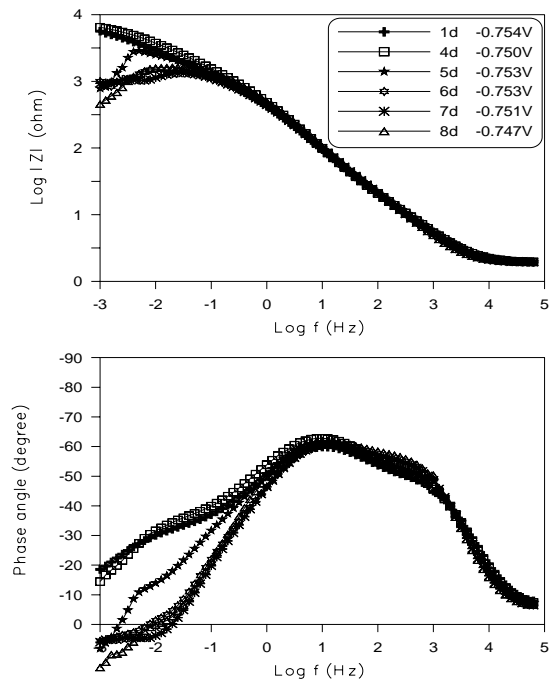 4
1d -0.754V
4d -0.750V
5d -0.753V
6d -0.753V
7d -0.751V
8d -0.747V
3
2
1
0
Log |Z| (ohm)
-3 -2 -1 0 1 2 3 4 5
Log f (Hz)
-90
-80
-70
-60
-50
-40
-30
-20
-10
0
Phase angle (degree)
-3 -2 -1 0 1 2 3 4 5
Log f (Hz)